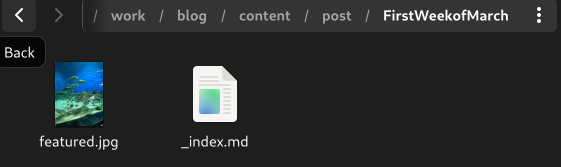 / work / blog / content / post / FirstWeekofMarch
Back
featured.jpg
_index.md